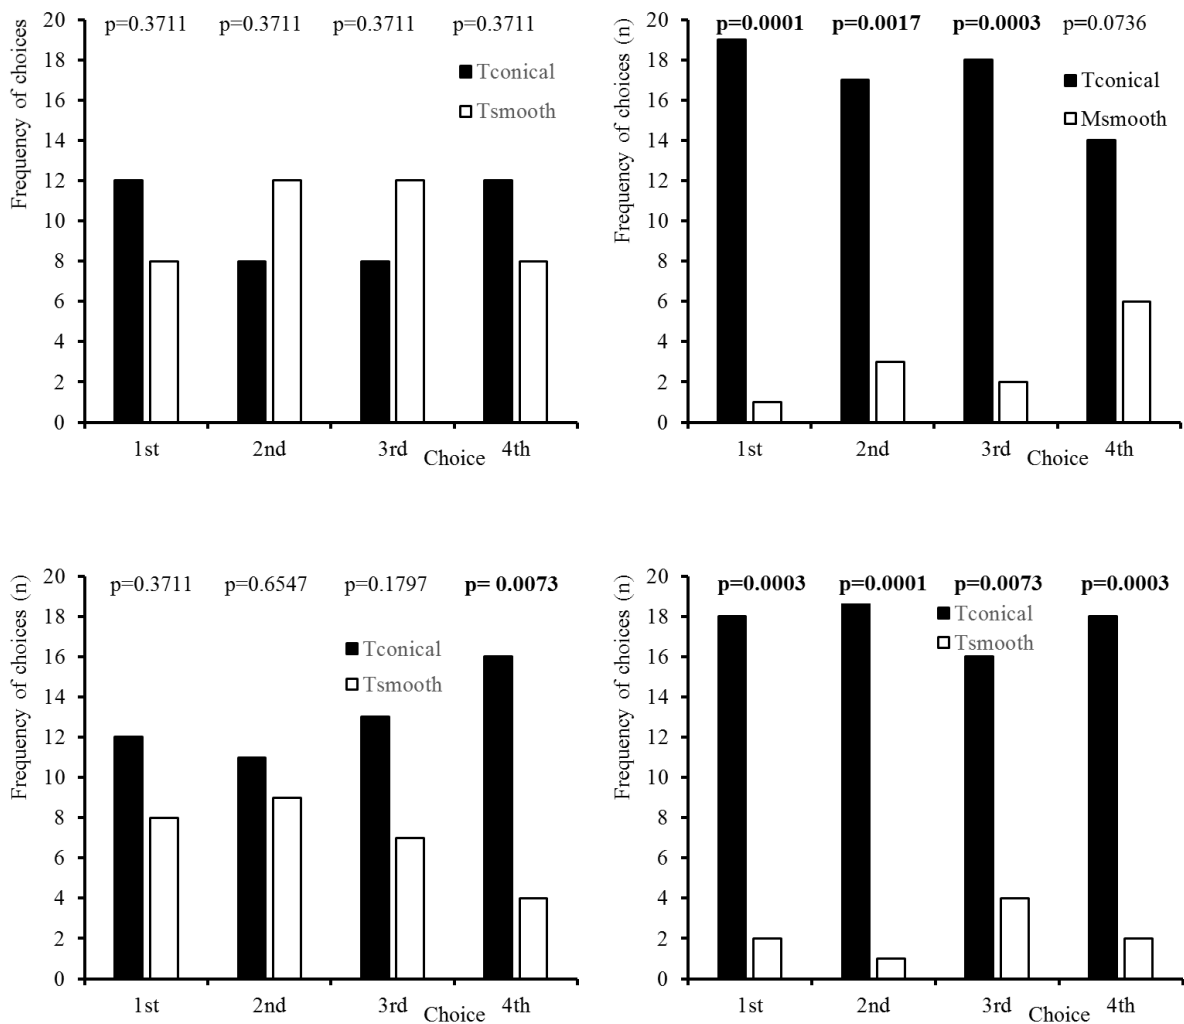 p=0.3711 p=0.3711 p=0.3711 p=0.3711
Tconical
Tsmooth
Frequency of choices
20
18
16
14
12
10
8
6
4
2
0
1st 2nd 3rd 4th
Choice
p=0.0001 p=0.0017 p=0.0003 p=0.0736
Tconical
Msmooth
Frequency of choices (n)
20
18
16
14
12
10
8
6
4
2
0
1st 2nd 3rd 4th
Choice
p=0.3711 p=0.6547 p=0.1797 p= 0.0073
Tconical
Tsmooth
Frequency of choices (n)
20
18
16
14
12
10
8
6
4
2
0
1st 2nd 3rd 4th
Choice
p=0.0003 p=0.0001 p=0.0073 p=0.0003
Tconical
Tsmooth
Frequency of choices (n)
20
18
16
14
12
10
8
6
4
2
0
1st 2nd 3rd 4th
Choice